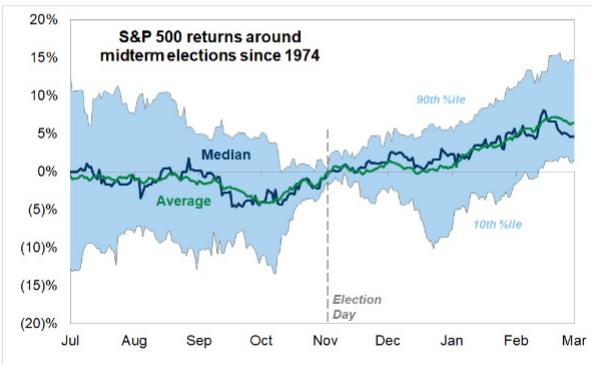 S&P 500 returns around
midterm elections since 1974
20%
15%
10%
5%
0%
(5)%
(10)%
(15)%
(20)%
90th %ile
Median
Average
10th %ile
Election
Day
Jul Aug Sep Oct Nov Dec Jan Feb Mar